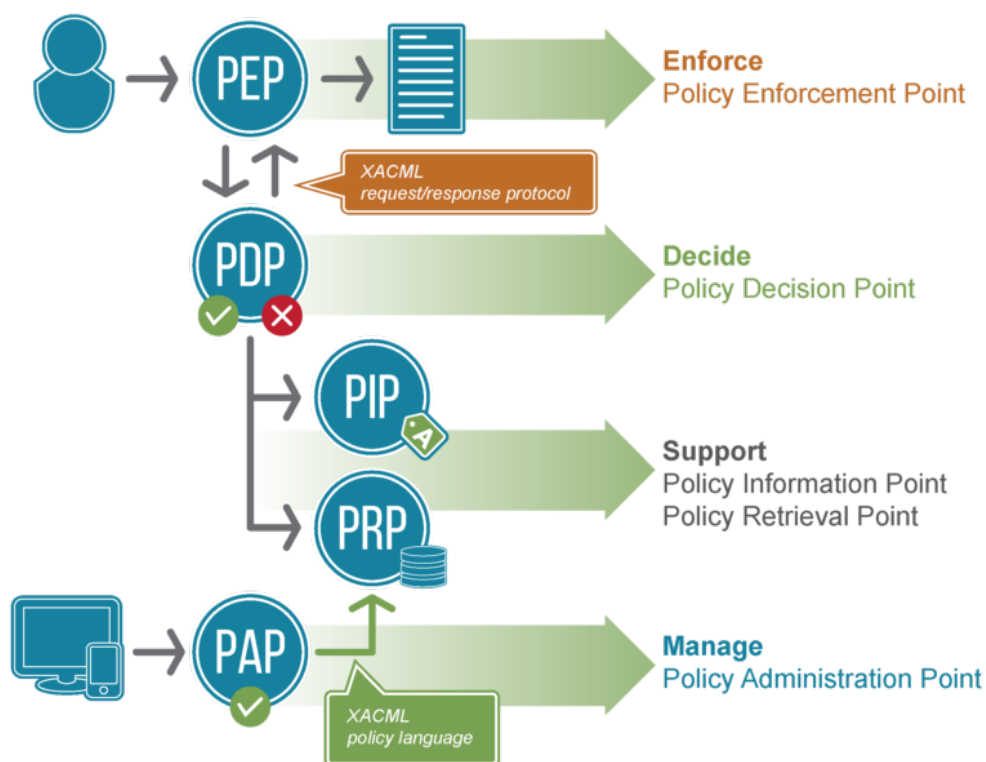 PEP
Enforce
Policy Enforcement Point
XACML
request/response protocol
PDP
Decide
Policy Decision Point
PIP
A
Support
Policy Information Point
Policy Retrieval Point
PRP
PAP
Manage
Policy Administration Point
XACML
policy language